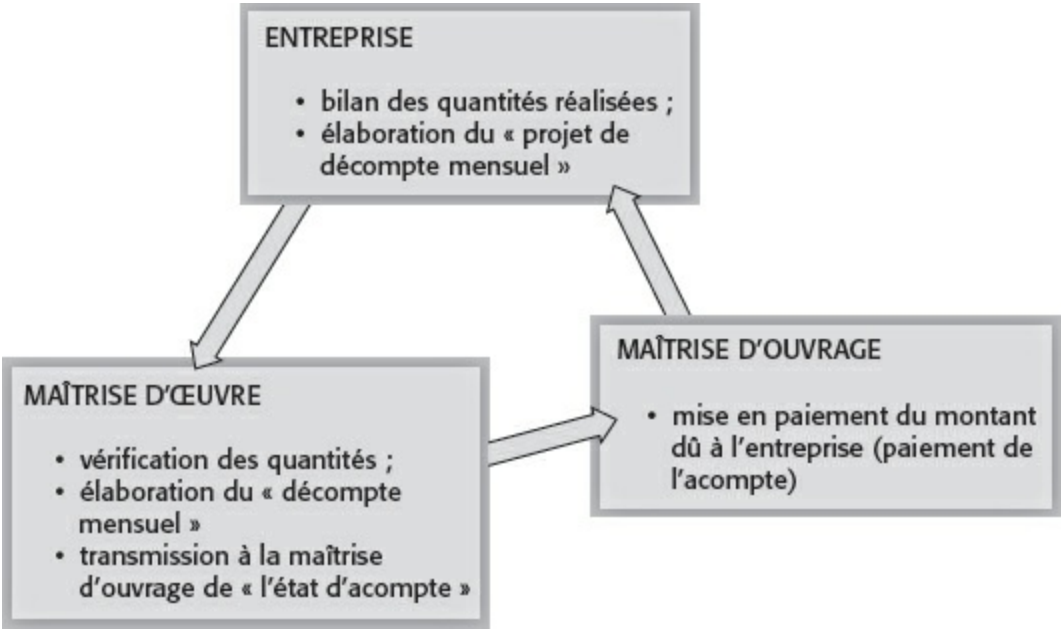 ENTREPRISE
• bilan des quantités réalisées ;
• élaboration du « projet de
décompte mensuel »
MAÎTRISE D'ŒUVRE
• vérification des quantités ;
• élaboration du « décompte
mensuel »
• transmission à la maîtrise
d'ouvrage de « l'état d'acompte »
MAÎTRISE D'OUVRAGE
• mise en paiement du montant
dû à l'entreprise (paiement de
l'acompte)